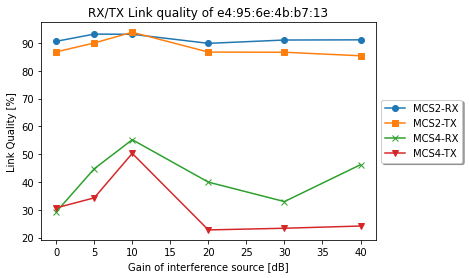 RX/TX Link quality of e4:95:6e:4b:b7:13
Link Quality [%]
90
80
70
60
50
40
30
20
0
5
10
15
20
25
30
35
40
Gain of interference source [dB]
MCS2-RX
MCS2-TX
MCS4-RX
MCS4-TX